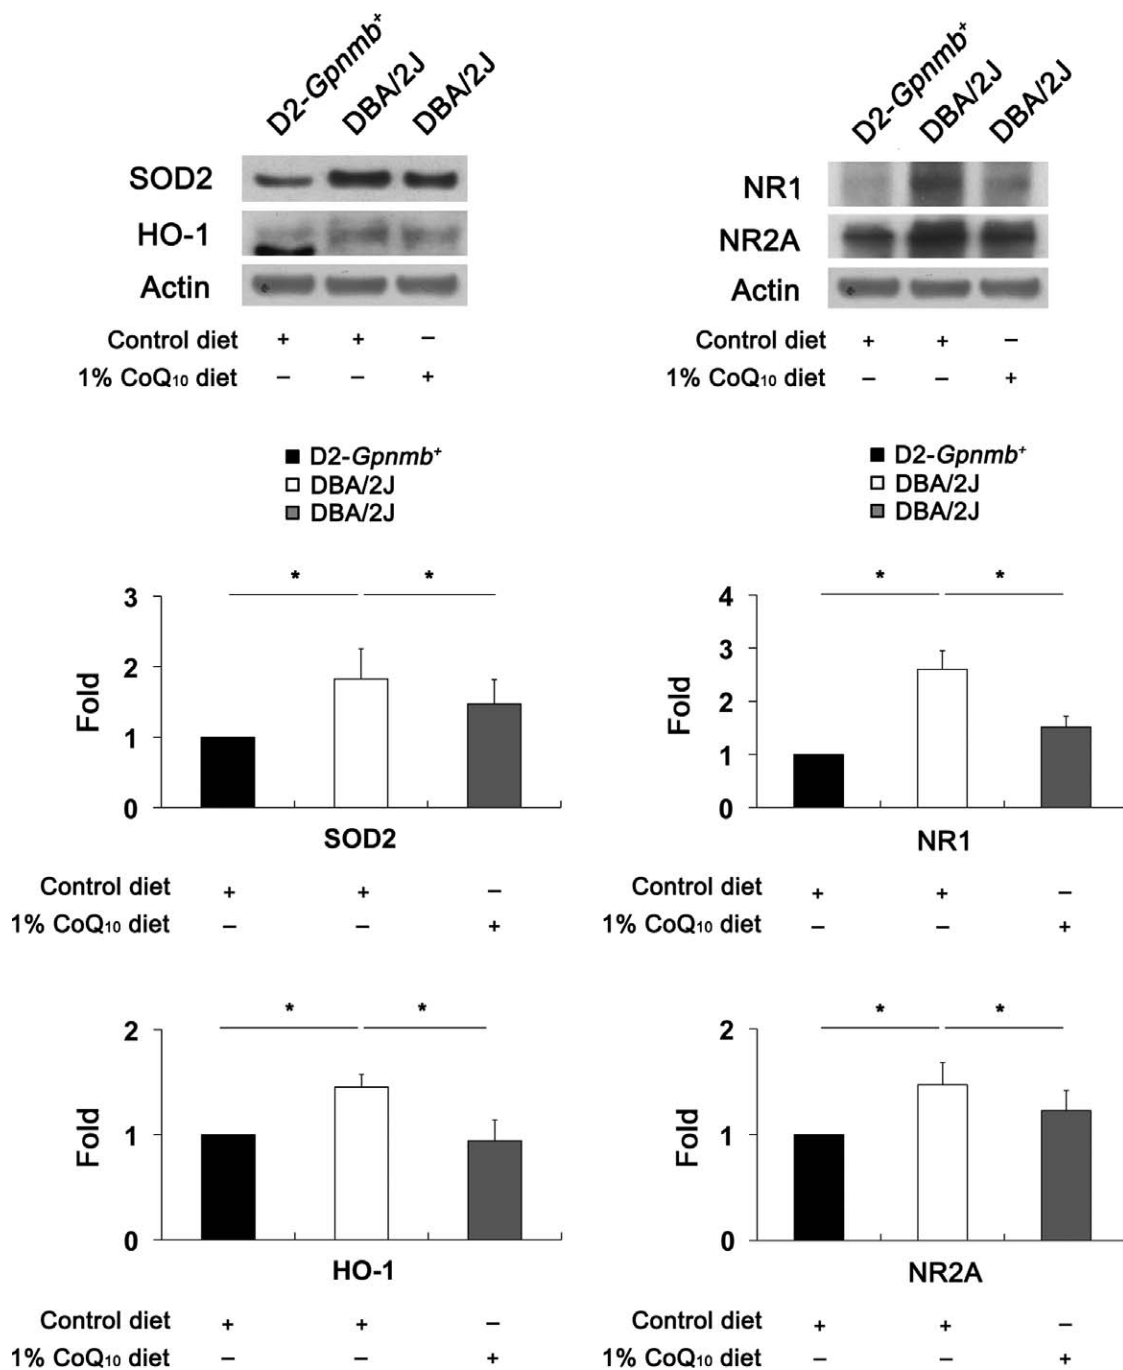 D2-Gpnmb⁺ DBA/2J DBA/2J
SOD2
HO-1
Actin
Control diet + + –
1% CoQ₁₀ diet – – +
D2-Gpnmb⁺ DBA/2J DBA/2J
NR1
NR2A
Actin
Control diet + + –
1% CoQ₁₀ diet – – +
D2-Gpnmb⁺
DBA/2J
DBA/2J
* *
3
2
1
0
Fold
SOD2
Control diet + + –
1% CoQ₁₀ diet – – +
D2-Gpnmb⁺
DBA/2J
DBA/2J
* *
4
3
2
1
0
Fold
NR1
Control diet + + –
1% CoQ₁₀ diet – – +
* *
2
1
0
Fold
HO-1
Control diet + + –
1% CoQ₁₀ diet – – +
* *
2
1
0
Fold
NR2A
Control diet + + –
1% CoQ₁₀ diet – – +